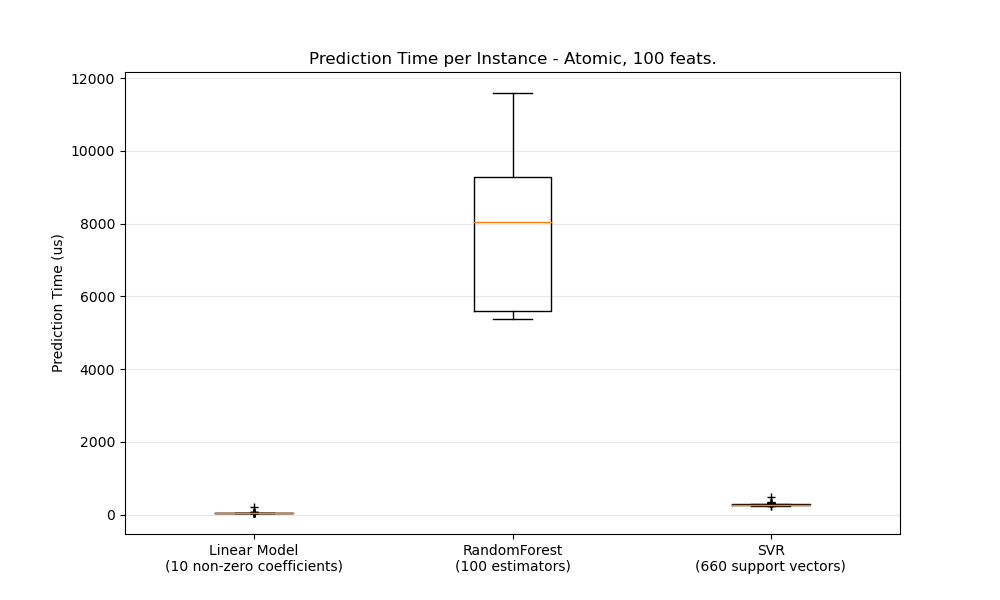 Prediction Time per Instance - Atomic, 100 feats.
Prediction Time (us)
12000
10000
8000
6000
4000
2000
0
Linear Model
(10 non-zero coefficients)
RandomForest
(100 estimators)
SVR
(660 support vectors)